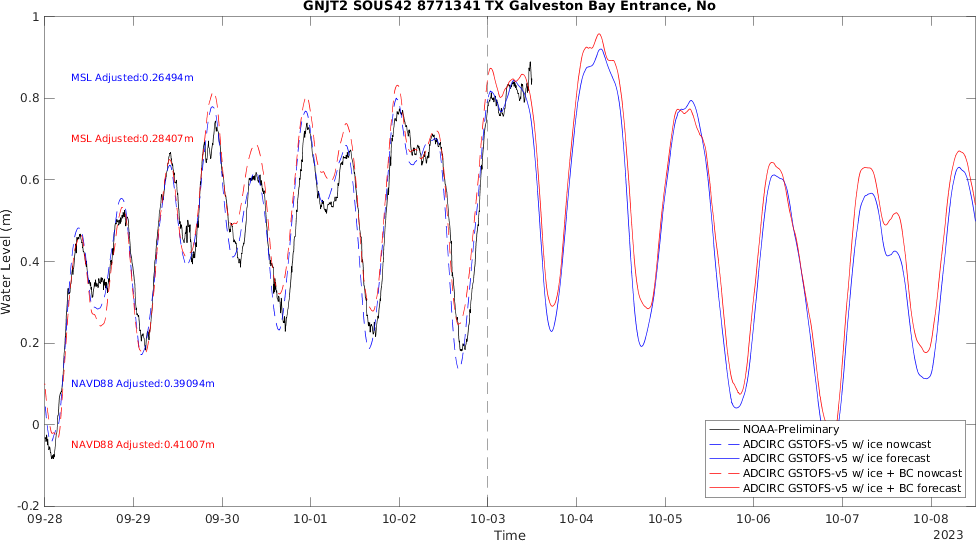 GNJT2 SOUS42 8771341 TX Galveston Bay Entrance, No
1
0.8
0.6
0.4
0.2
0
-0.2
Water Level (m)
MSL Adjusted:0.26494m
MSL Adjusted:0.28407m
NAVD88 Adjusted:0.39094m
NAVD88 Adjusted:0.41007m
NOAA-Preliminary
ADCIRC GSTOFS-v5 w/ ice nowcast
ADCIRC GSTOFS-v5 w/ ice forecast
ADCIRC GSTOFS-v5 w/ ice + BC nowcast
ADCIRC GSTOFS-v5 w/ ice + BC forecast
09-28 09-29 09-30 10-01 10-02 10-03 10-04 10-05 10-06 10-07 10-08
Time
2023